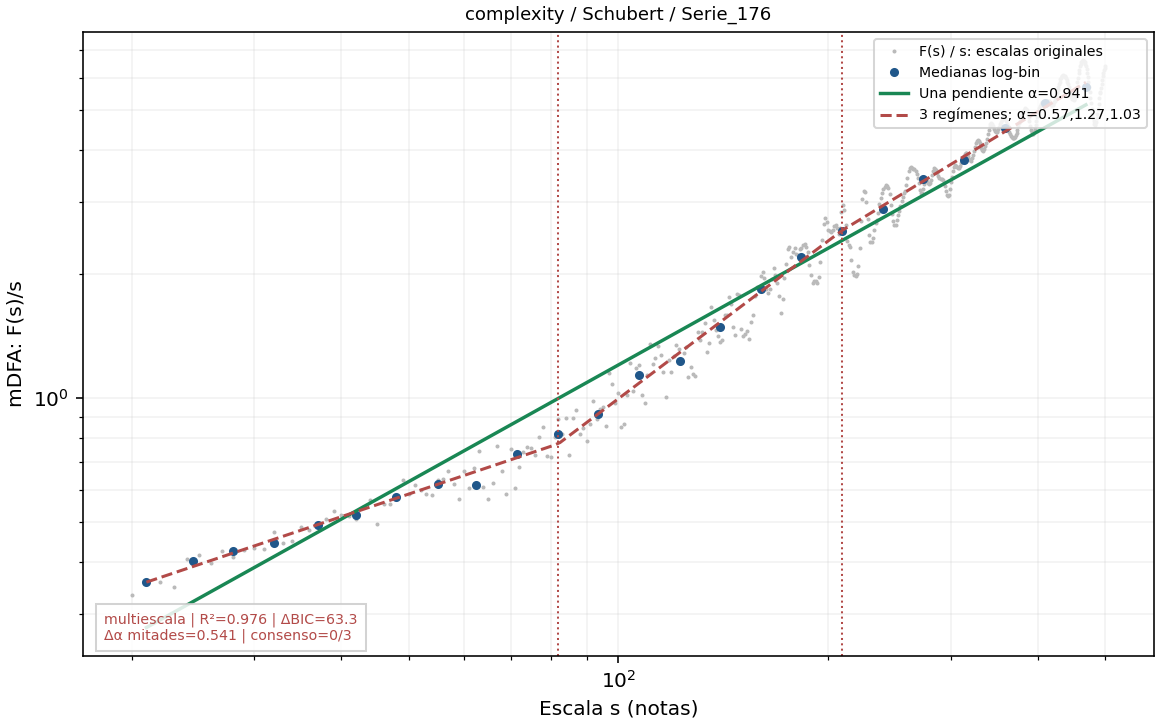 complexity / Schubert / Serie_176
F(s) / s: escalas originales
Medianas log-bin
Una pendiente α=0.941
3 regímenes; α=0.57,1.27,1.03
mDFA: F(s)/s
10⁰
multiescala | R²=0.976 | ΔBIC=63.3
Δα mitades=0.541 | consenso=0/3
10²
Escala s (notas)